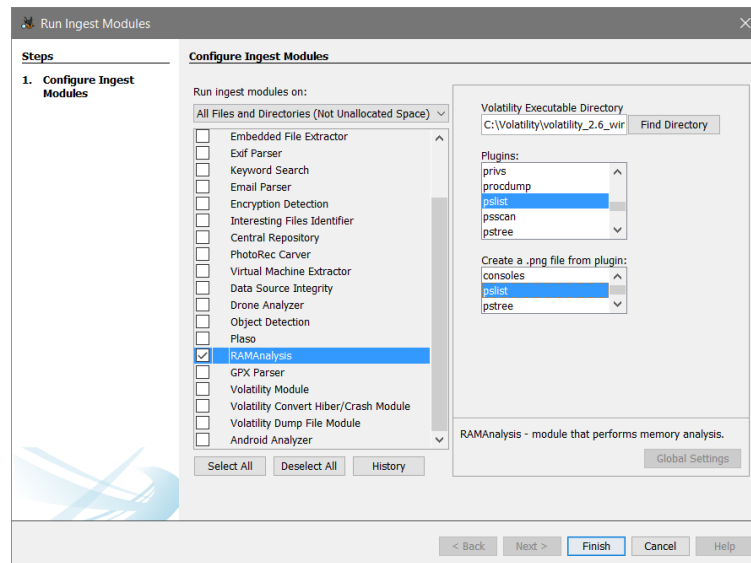 Run Ingest Modules
Steps
1. Configure Ingest
Modules
Configure Ingest Modules
Run ingest modules on:
All Files and Directories (Not Unallocated Space)
Embedded File Extractor
Exif Parser
Keyword Search
Email Parser
Encryption Detection
Interesting Files Identifier
Central Repository
PhotoRec Carver
Virtual Machine Extractor
Data Source Integrity
Drone Analyzer
Object Detection
Plaso
RAMAnalysis
GPX Parser
Volatility Module
Volatility Convert Hiber/Crash Module
Volatility Dump File Module
Android Analyzer
Select All Deselect All History
Volatility Executable Directory
C:\Volatility\volatility_2.6_wir Find Directory
Plugins:
privs
procdump
pslist
psscan
pstree
Create a .png file from plugin:
consoles
pslist
pstree
RAMAnalysis - module that performs memory analysis.
Global Settings
< Back Next > Finish Cancel Help